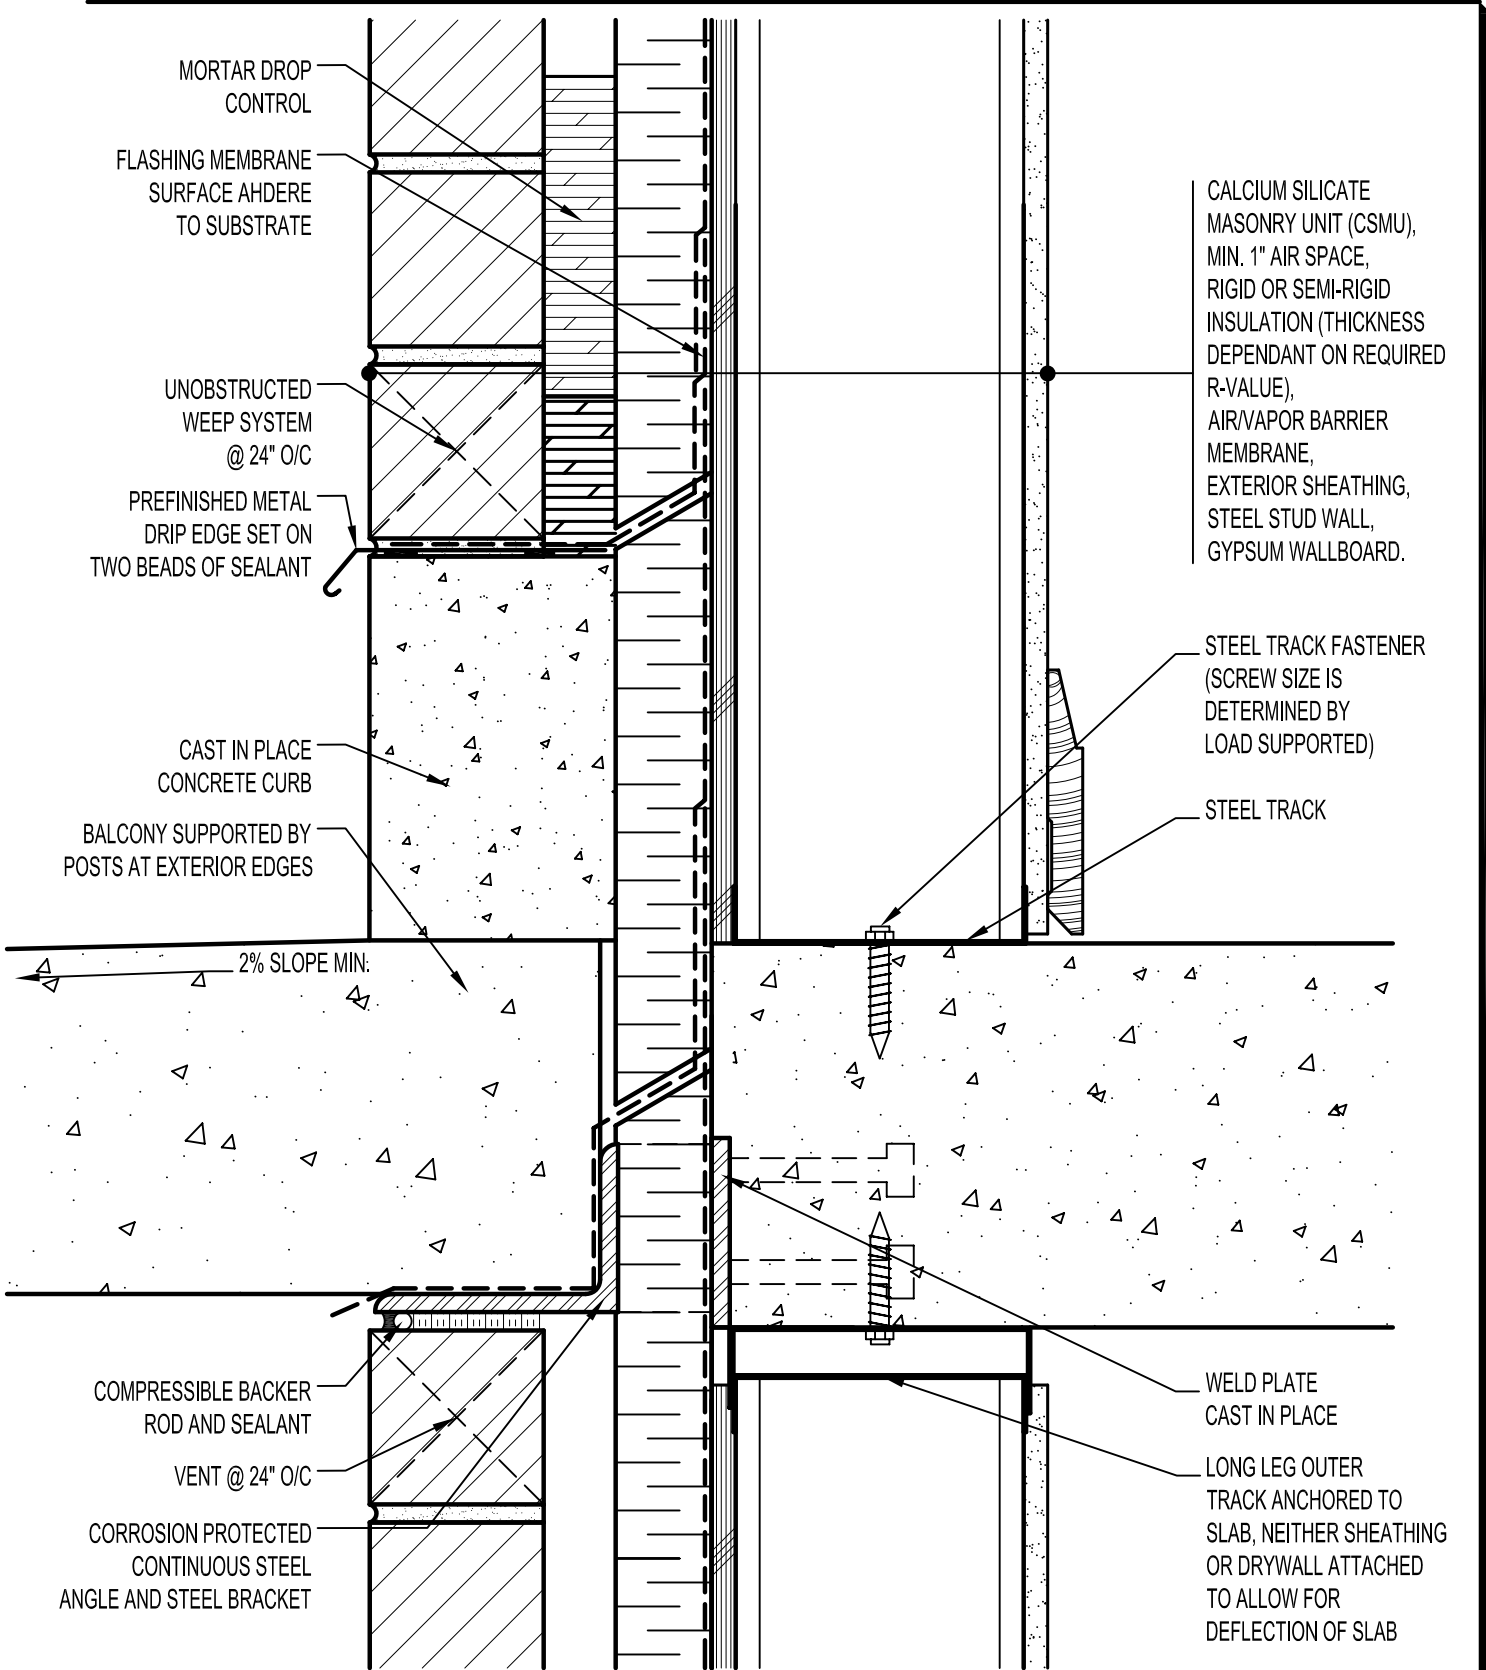 MORTAR DROP
CONTROL
FLASHING MEMBRANE
SURFACE AHDERE
TO SUBSTRATE
UNOBSTRUCTED
WEEP SYSTEM
@ 24" O/C
PREFINISHED METAL
DRIP EDGE SET ON
TWO BEADS OF SEALANT
CAST IN PLACE
CONCRETE CURB
BALCONY SUPPORTED BY
POSTS AT EXTERIOR EDGES
2% SLOPE MIN.
COMPRESSIBLE BACKER
ROD AND SEALANT
VENT @ 24" O/C
CORROSION PROTECTED
CONTINUOUS STEEL
ANGLE AND STEEL BRACKET
CALCIUM SILICATE
MASONRY UNIT (CSMU),
MIN. 1" AIR SPACE,
RIGID OR SEMI-RIGID
INSULATION (THICKNESS
DEPENDANT ON REQUIRED
R-VALUE),
AIR/VAPOR BARRIER
MEMBRANE,
EXTERIOR SHEATHING,
STEEL STUD WALL,
GYPSUM WALLBOARD.
STEEL TRACK FASTENER
(SCREW SIZE IS
DETERMINED BY
LOAD SUPPORTED)
STEEL TRACK
WELD PLATE
CAST IN PLACE
LONG LEG OUTER
TRACK ANCHORED TO
SLAB, NEITHER SHEATHING
OR DRYWALL ATTACHED
TO ALLOW FOR
DEFLECTION OF SLAB